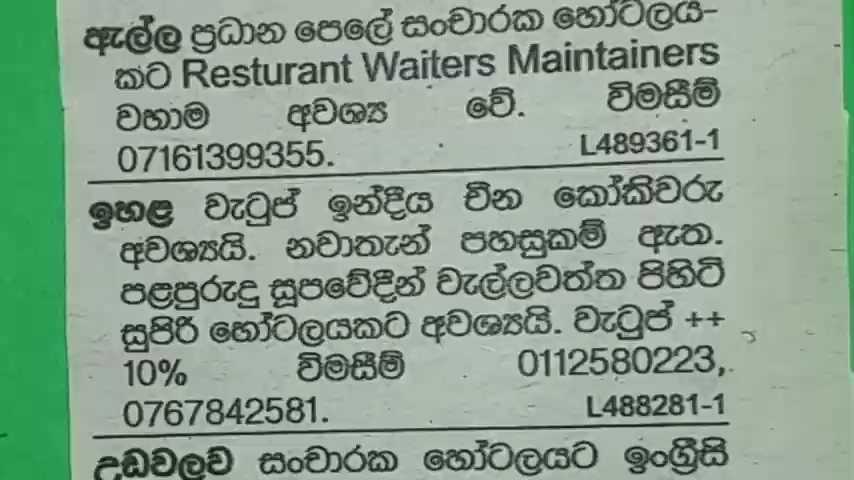 ඇල්ල ප්‍රධාන පෙලේ සංචාරක හෝටලය-
කට Resturant Waiters Maintainers
වහාම අවශ්‍ය වේ. විමසීම්
07161399355. L489361-1
ඉහළ වැටුප් ඉන්දීය චීන කෝකිවරු
අවශ්‍යයි. නවාතැන් පහසුකම් ඇත.
පළපුරුදු සූපවේදීන් වැල්ලවත්ත පිහිටි
සුපිරි හෝටලයකට අවශ්‍යයි. වැටුප් ++
10% විමසීම් 0112580223,
0767842581. L488281-1
උඩවලව සංචාරක හෝටලයට ඉංග්‍රීසි